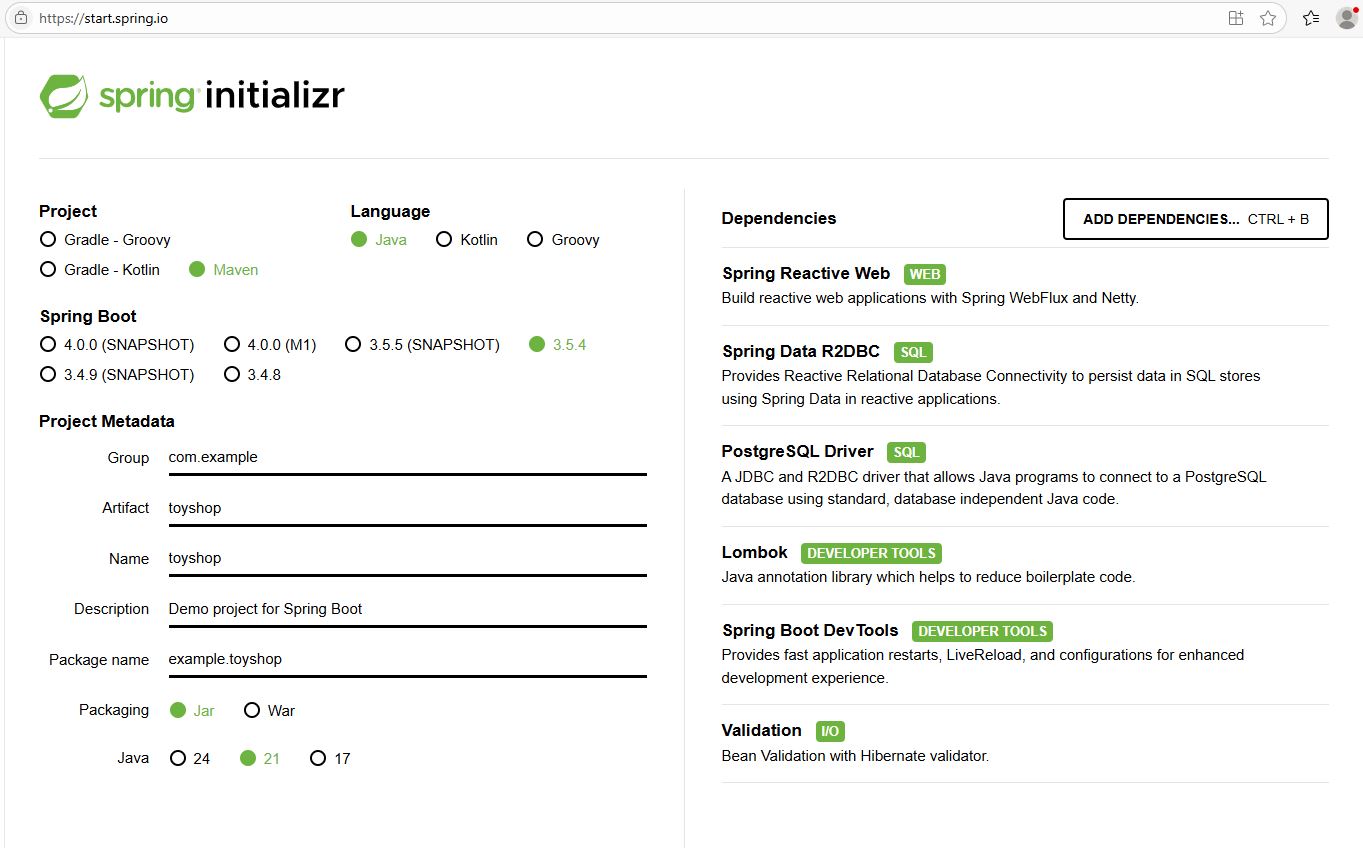 https://start.spring.io
spring initializr
Project
Gradle - Groovy
Gradle - Kotlin Maven
Language
Java Kotlin Groovy
Spring Boot
4.0.0 (SNAPSHOT) 4.0.0 (M1) 3.5.5 (SNAPSHOT) 3.5.4
3.4.9 (SNAPSHOT) 3.4.8
Project Metadata
Group com.example
Artifact toyshop
Name toyshop
Description Demo project for Spring Boot
Package name example.toyshop
Packaging Jar War
Java 24 21 17
Dependencies
ADD DEPENDENCIES... CTRL + B
Spring Reactive Web WEB
Build reactive web applications with Spring WebFlux and Netty.
Spring Data R2DBC SQL
Provides Reactive Relational Database Connectivity to persist data in SQL stores
using Spring Data in reactive applications.
PostgreSQL Driver SQL
A JDBC and R2DBC driver that allows Java programs to connect to a PostgreSQL
database using standard, database independent Java code.
Lombok DEVELOPER TOOLS
Java annotation library which helps to reduce boilerplate code.
Spring Boot DevTools DEVELOPER TOOLS
Provides fast application restarts, LiveReload, and configurations for enhanced
development experience.
Validation I/O
Bean Validation with Hibernate validator.